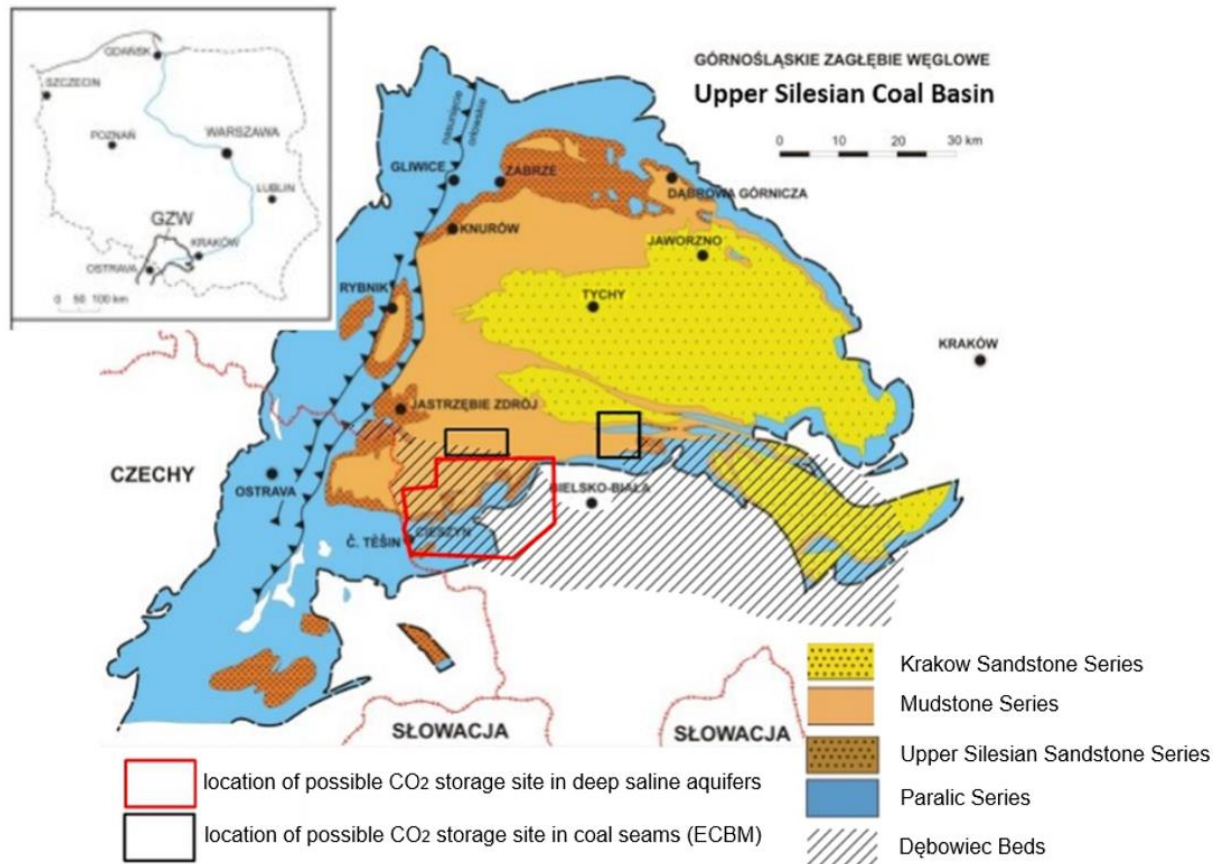 GDAŃSK
SZCZECIN
POZNAŃ
WARSZAWA
LUBLIN
GZW
KRAKÓW
OSTRAVA
0 50 100 km
GÓRNOŚLĄSKIE ZAGŁĘBIE WĘGLOWE
Upper Silesian Coal Basin
0 10 20 30 km
nasunięcie
orłowskie
GLIWICE
ZABRZE
DĄBROWA GÓRNICZA
KNURÓW
JAWORZNO
RYBNIK
TYCHY
KRAKÓW
JASTRZĘBIE ZDRÓJ
CZECHY
OSTRAVA
BIELSKO-BIAŁA
CIESZYN
Č. TĚŠIN
SŁOWACJA
SŁOWACJA
Krakow Sandstone Series
Mudstone Series
Upper Silesian Sandstone Series
Paralic Series
Dębowiec Beds
location of possible CO2 storage site in deep saline aquifers
location of possible CO2 storage site in coal seams (ECBM)